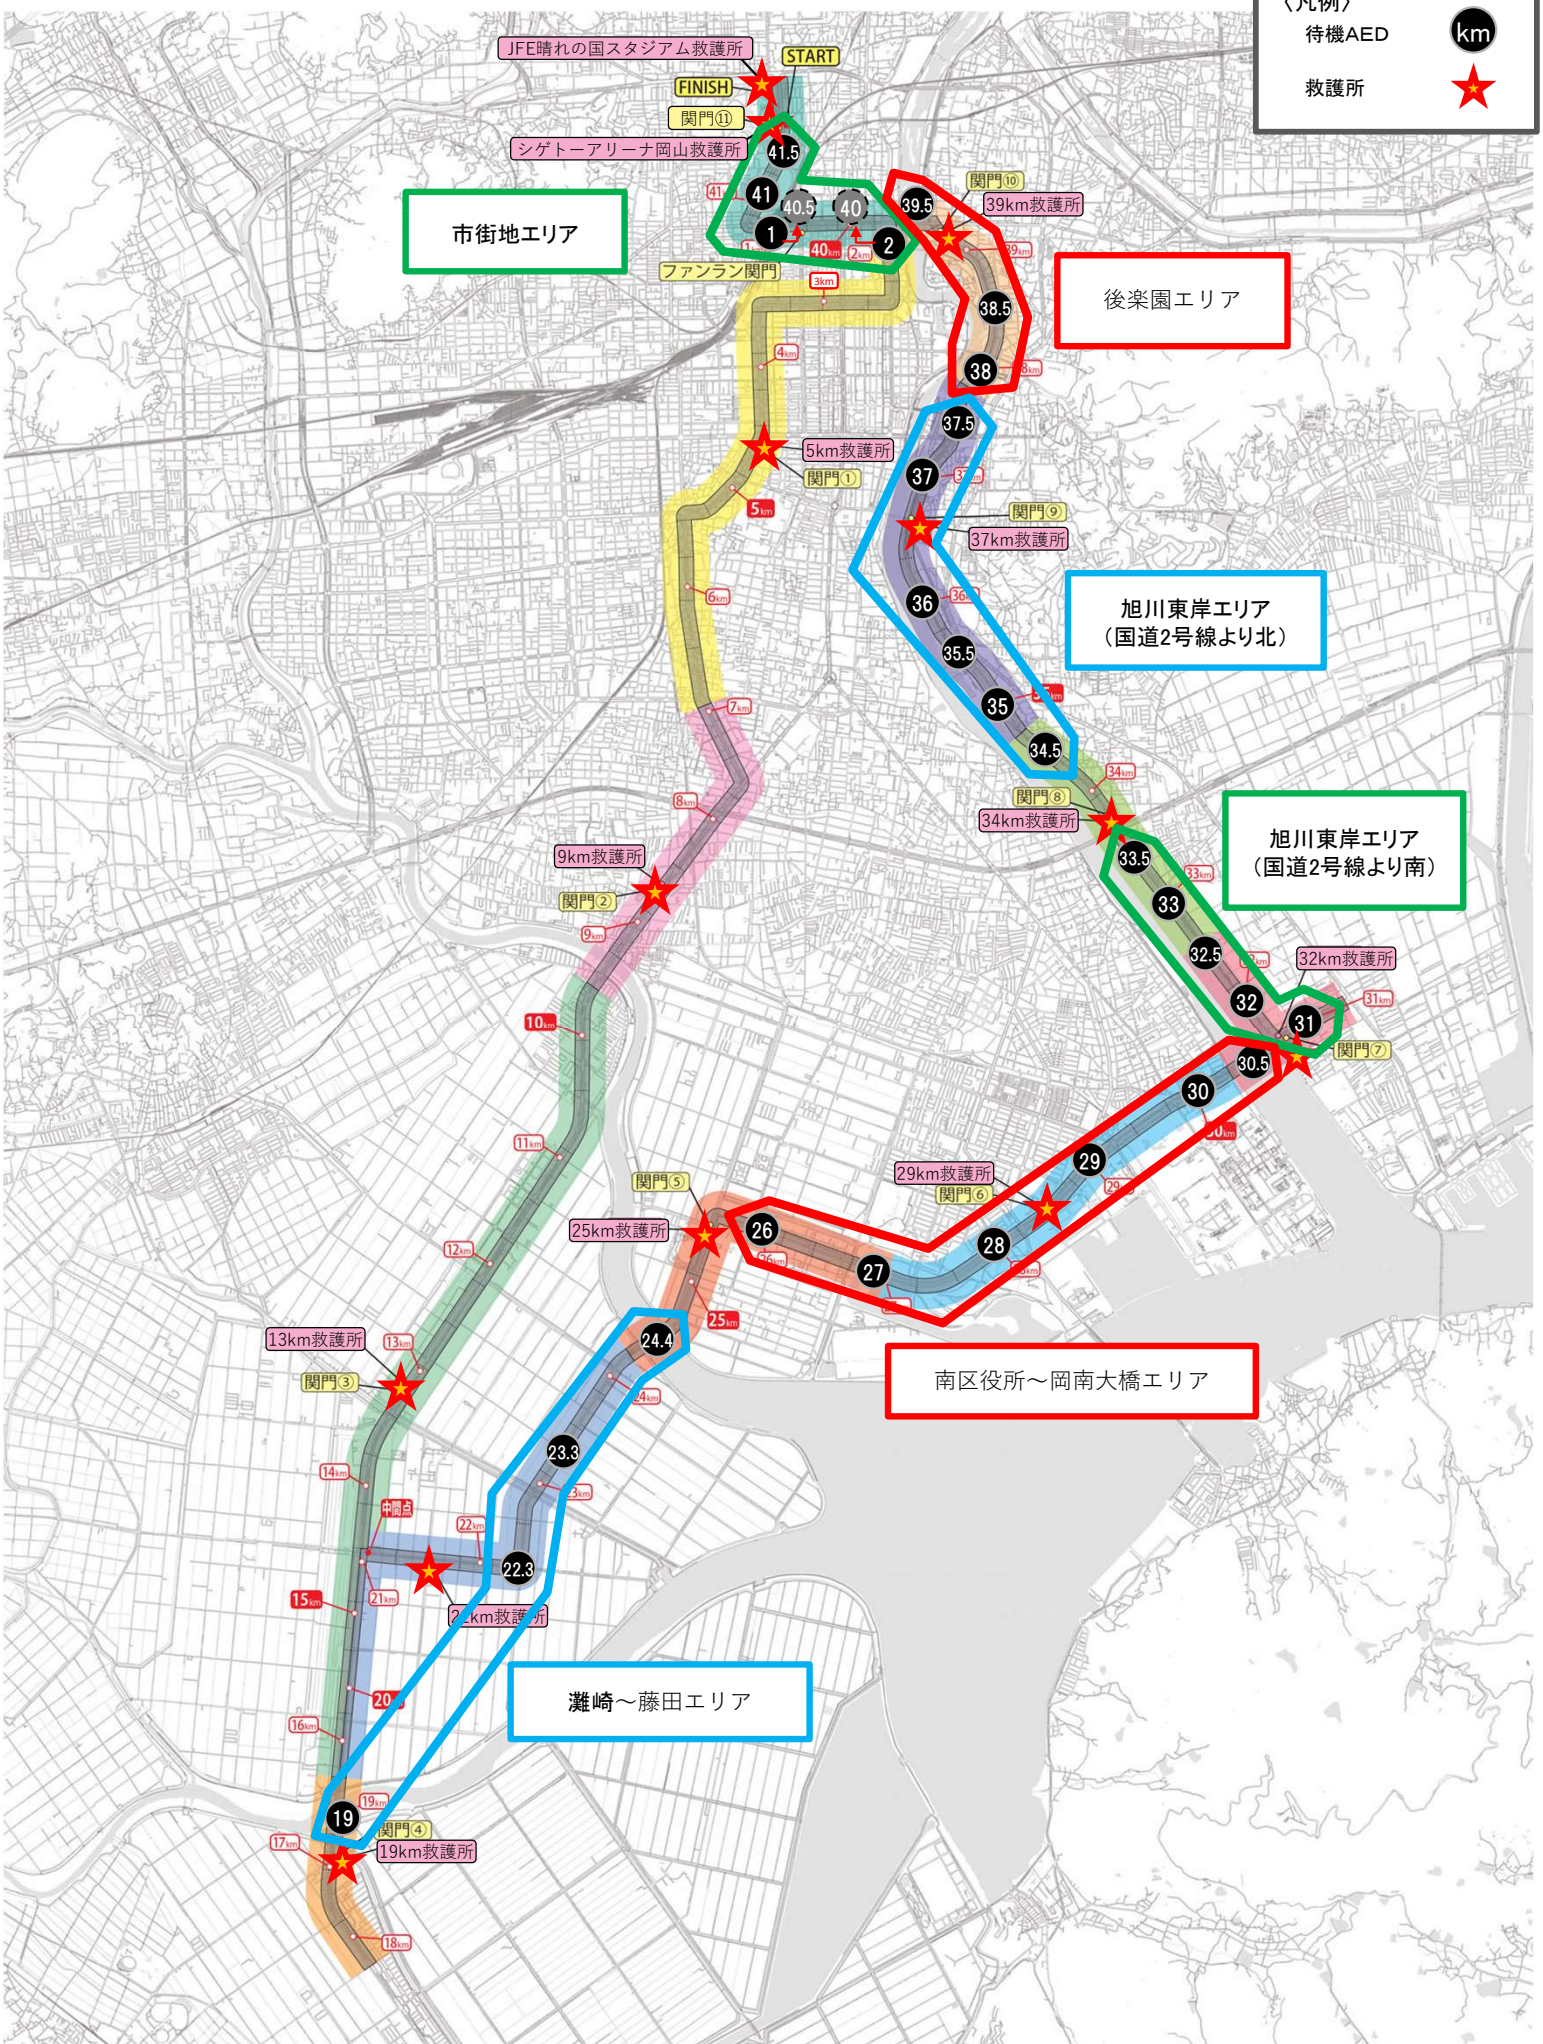 〈凡例〉
待機AED
km
救護所
JFE晴れの国スタジアム救護所
START
FINISH
関門⑪
シゲトーアリーナ岡山救護所
41.5
市街地エリア
41
40.5
40
1
2
40km
2km
ファンラン関門
39.5
関門⑩
39km救護所
後楽園エリア
38.5
38
3km
4km
5km救護所
関門①
5km
37.5
37
関門⑨
37km救護所
旭川東岸エリア
(国道2号線より北)
6km
36
35.5
35
34.5
7km
34km
関門⑧
34km救護所
8km
旭川東岸エリア
(国道2号線より南)
33.5
33km
33
9km救護所
関門②
9km
32.5
32km救護所
32
31km
31
関門⑦
10km
30.5
30
11km
29
29km救護所
関門⑥
関門⑤
25km救護所
26
28
27
12km
25km
24.4
13km救護所
13km
関門③
南区役所～岡南大橋エリア
23.3
14km
中間点
22km
22.3
21km
15km
灘崎～藤田エリア
16km
19
19km
関門④
17km
19km救護所
18km